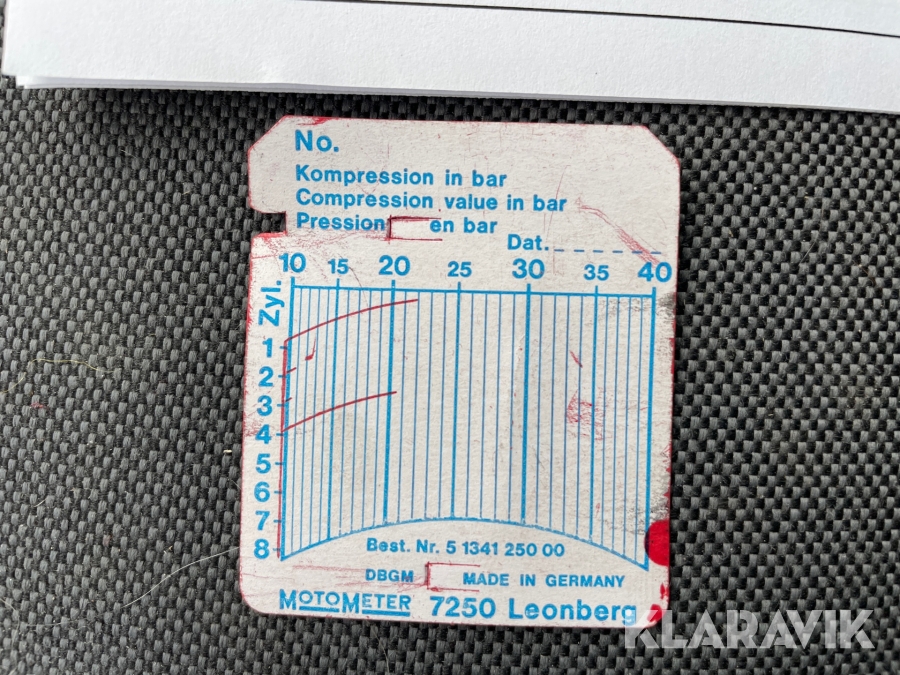 No.
Kompression in bar
Compression value in bar
Pression en bar
Dat.
10 15 20 25 30 35 40
Zyl.
1
2
3
4
5
6
7
8
Best. Nr. 5 1341 250 00
DBGM MADE IN GERMANY
MOTOMETER 7250 Leonberg
KLARAVIK